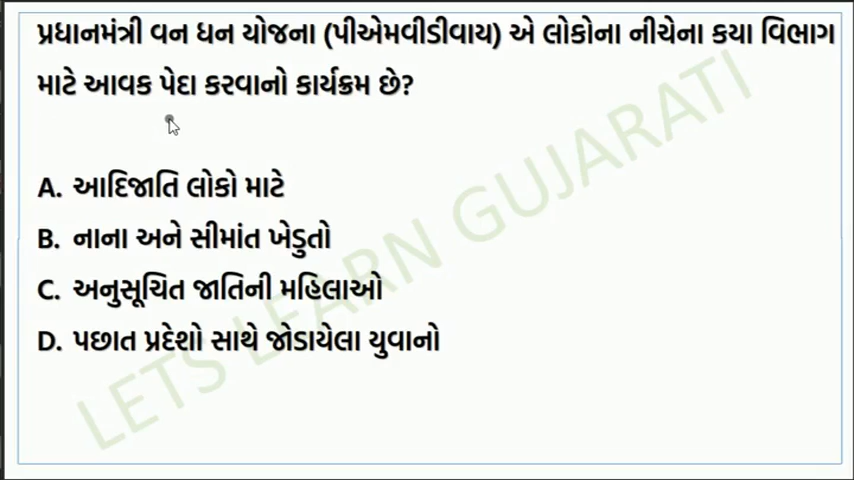 પ્રધાનમંત્રી વન ધન યોજના (પીએમવીડીવાય) એ લોકોના નીચેના કયા વિભાગ
માટે આવક પેદા કરવાનો કાર્યક્રમ છે?
A. આદિજાતિ લોકો માટે
B. નાના અને સીમાંત ખેડુતો
C. અનુસૂચિત જાતિની મહિલાઓ
D. પછાત પ્રદેશો સાથે જોડાયેલા યુવાનો
LETS LEARN GUJARATI